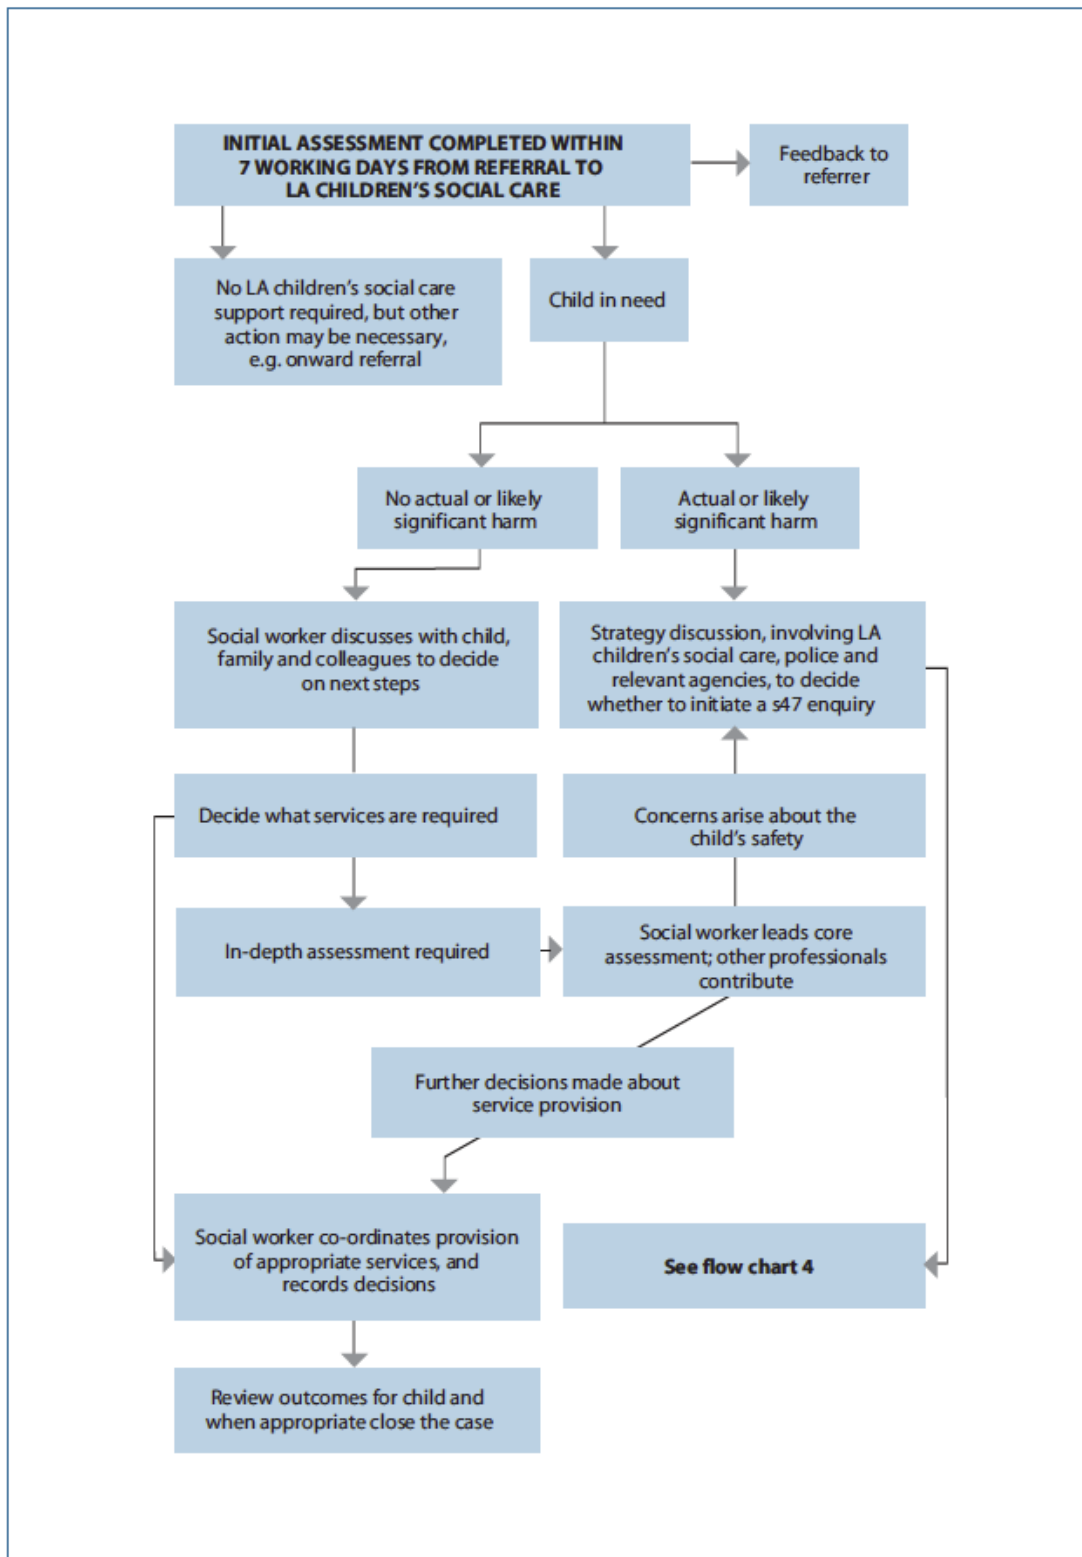 INITIAL ASSESSMENT COMPLETED WITHIN
7 WORKING DAYS FROM REFERRAL TO
LA CHILDREN’S SOCIAL CARE
Feedback to
referrer
No LA children’s social care
support required, but other
action may be necessary,
e.g. onward referral
Child in need
No actual or likely
significant harm
Actual or likely
significant harm
Social worker discusses with child,
family and colleagues to decide
on next steps
Strategy discussion, involving LA
children’s social care, police and
relevant agencies, to decide
whether to initiate a s47 enquiry
Decide what services are required
Concerns arise about the
child’s safety
In-depth assessment required
Social worker leads core
assessment; other professionals
contribute
Further decisions made about
service provision
Social worker co-ordinates provision
of appropriate services, and
records decisions
See flow chart 4
Review outcomes for child and
when appropriate close the case